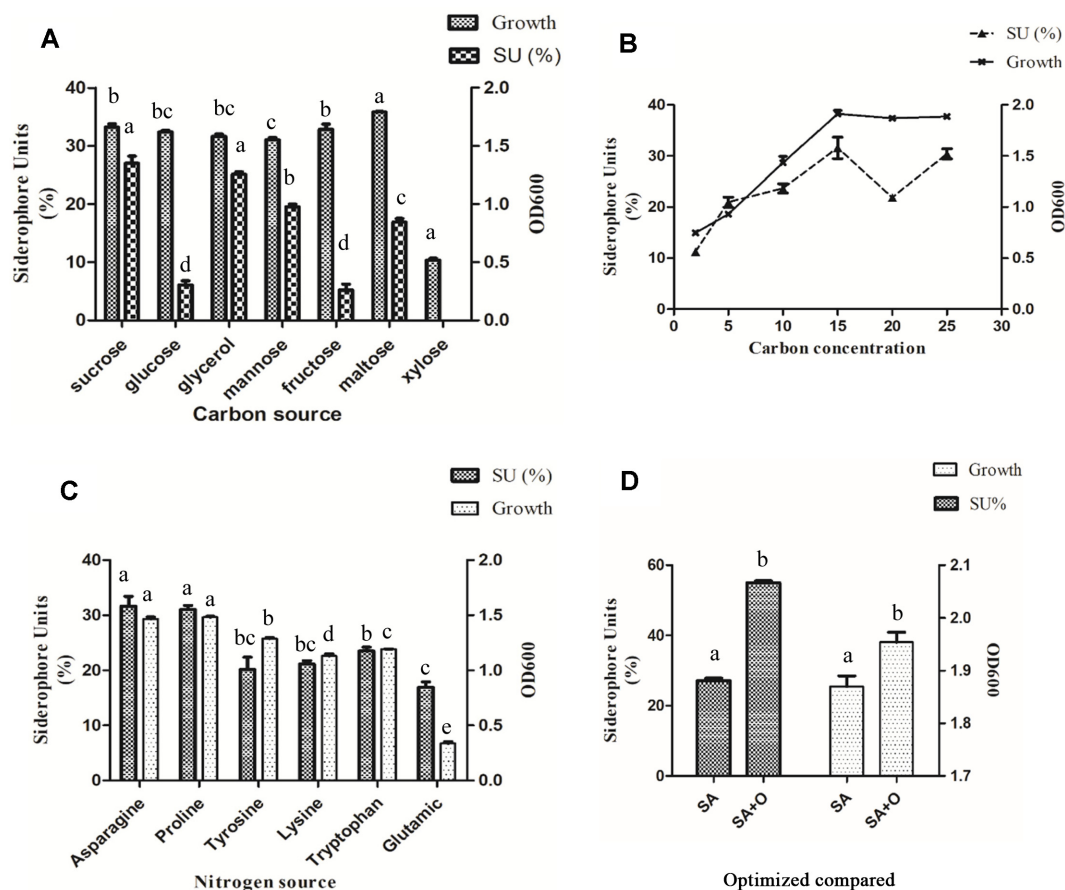 A
Growth
SU (%)
Siderophore Units
(%)
40
30
20
10
0
b
a
bc
d
bc
a
c
b
b
d
a
c
a
2.0
1.5
1.0
0.5
0.0
OD600
sucrose
glucose
glycerol
mannose
fructose
maltose
xylose
Carbon source
B
SU (%)
Growth
Siderophore Units
(%)
40
30
20
10
0
2.0
1.5
1.0
0.5
0.0
OD600
0
5
10
15
20
25
30
Carbon concentration
C
SU (%)
Growth
Siderophore Units
(%)
40
30
20
10
0
a
a
a
a
bc
b
bc
d
b
c
c
e
2.0
1.5
1.0
0.5
0.0
OD600
Asparagine
Proline
Tyrosine
Lysine
Tryptophan
Glutamic
Nitrogen source
D
Growth
SU%
Siderophore Units
(%)
60
40
20
0
a
b
a
b
2.1
2.0
1.9
1.8
1.7
OD600
SA
SA+O
SA
SA+O
Optimized compared